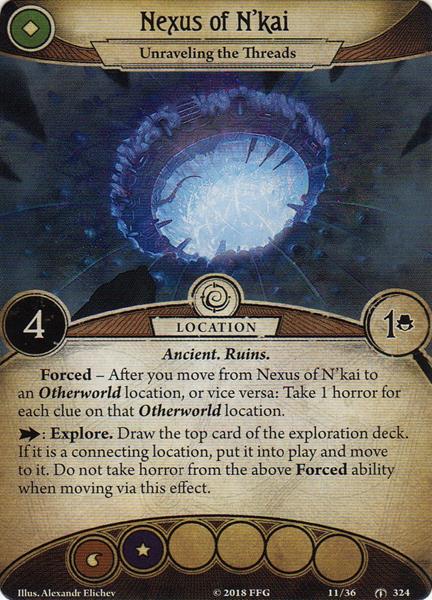 Nexus of N'kai
Unraveling the Threads
4
LOCATION
1
Ancient. Ruins.
Forced – After you move from Nexus of N'kai to
an Otherworld location, or vice versa: Take 1 horror for
each clue on that Otherworld location.
: Explore. Draw the top card of the exploration deck.
If it is a connecting location, put it into play and move
to it. Do not take horror from the above Forced ability
when moving via this effect.
Illus. Alexandr Elichev
© 2018 FFG
11/36
324